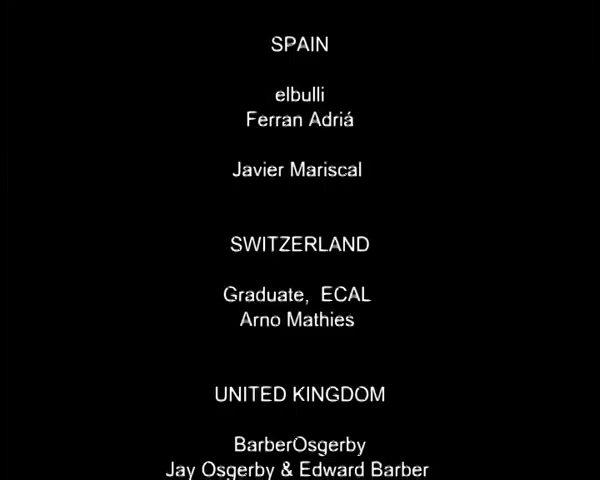 SPAIN
elbulli
Ferran Adriá
Javier Mariscal
SWITZERLAND
Graduate, ECAL
Arno Mathies
UNITED KINGDOM
BarberOsgerby
Jay Osgerby & Edward Barber